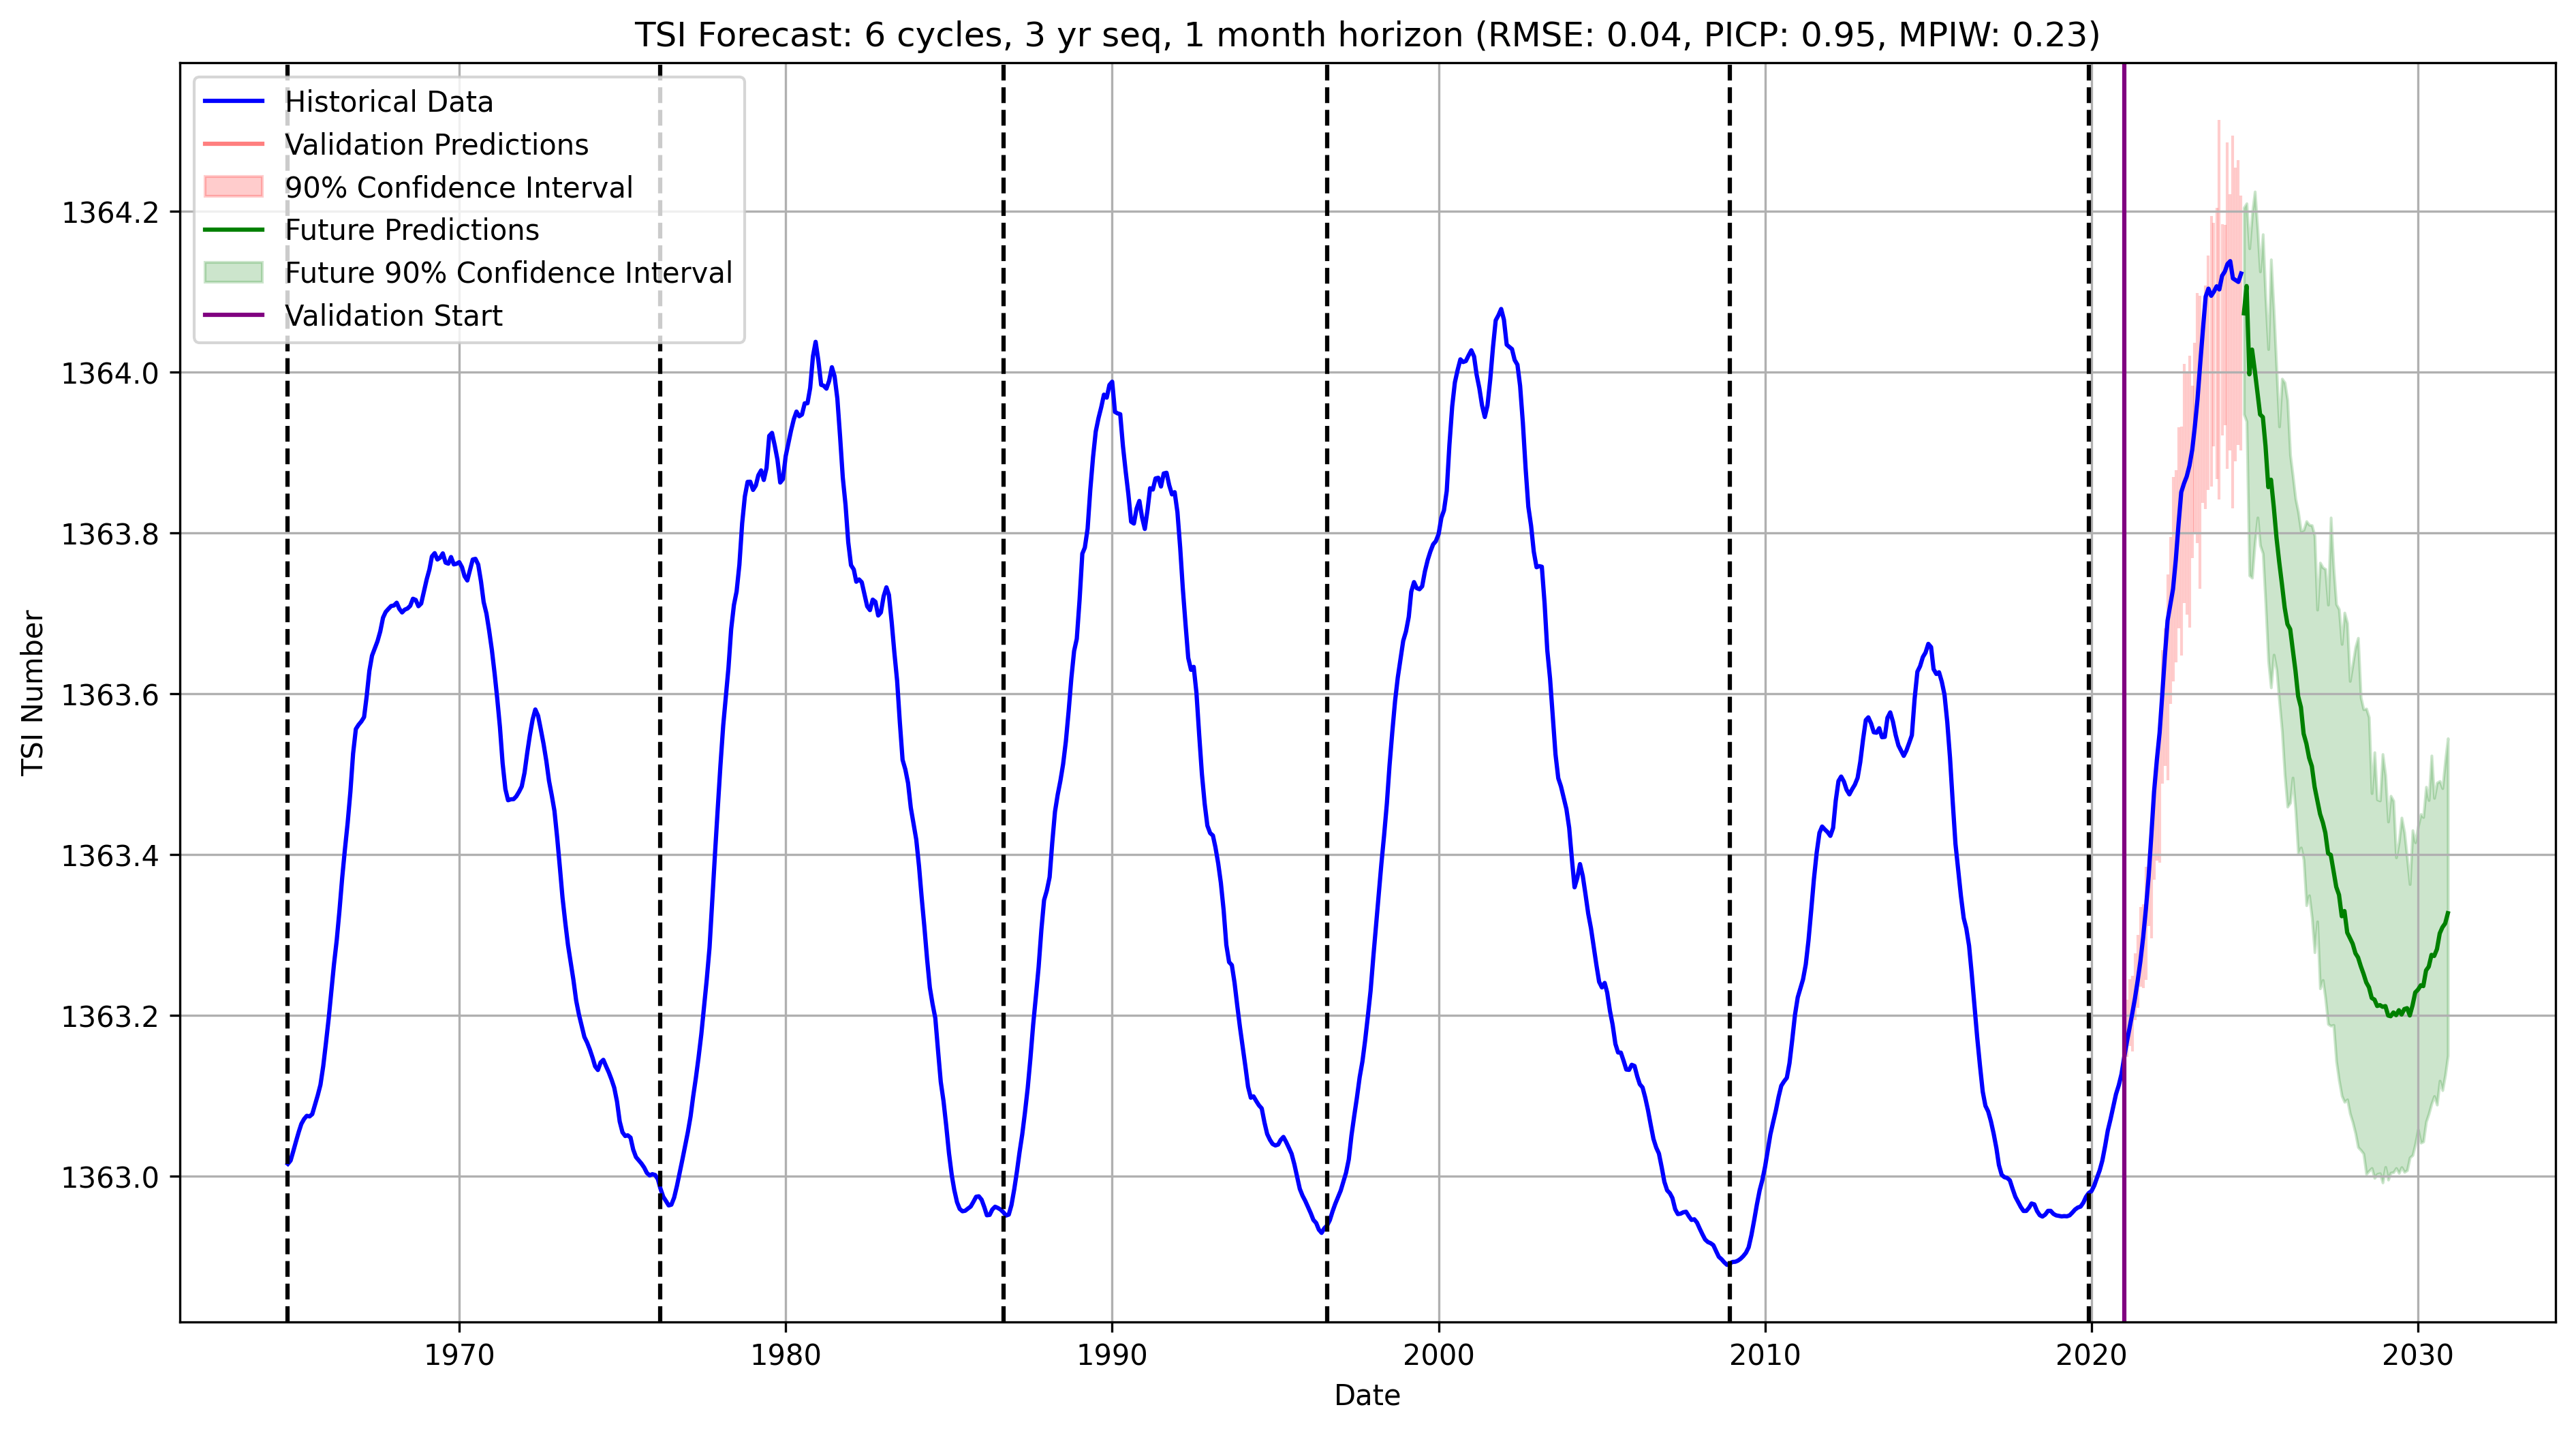 TSI Forecast: 6 cycles, 3 yr seq, 1 month horizon (RMSE: 0.04, PICP: 0.95, MPIW: 0.23)
Historical Data
Validation Predictions
90% Confidence Interval
Future Predictions
Future 90% Confidence Interval
Validation Start
TSI Number
1364.2
1364.0
1363.8
1363.6
1363.4
1363.2
1363.0
1970
1980
1990
2000
2010
2020
2030
Date